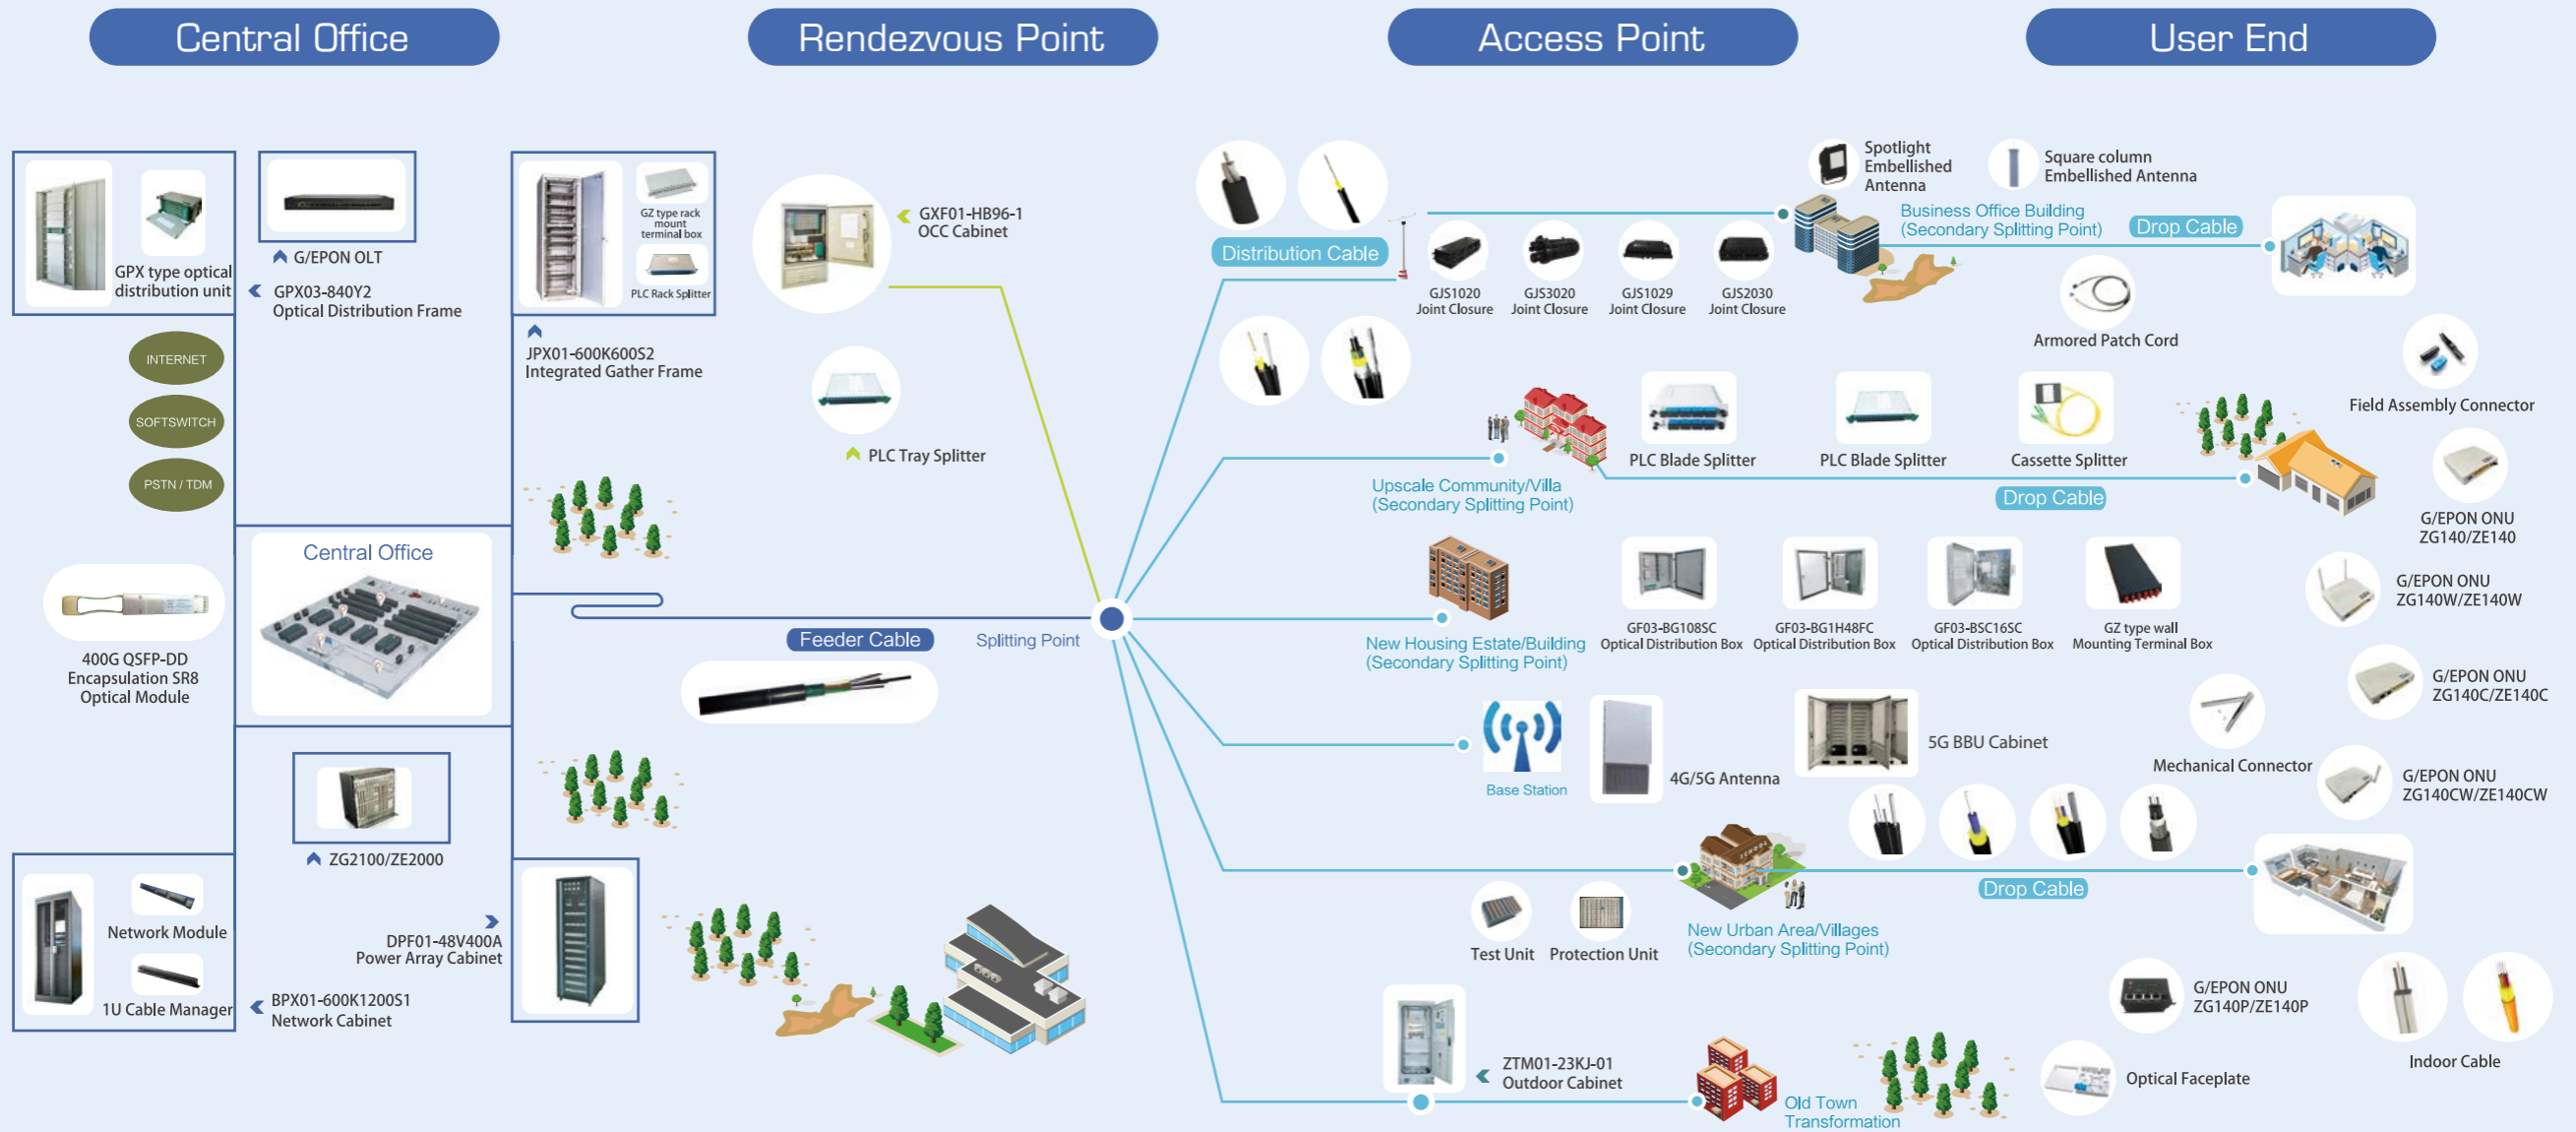 Central Office
Rendezvous Point
Access Point
User End
GPX type optical
distribution unit
G/EPON OLT
GPX03-840Y2
Optical Distribution Frame
GZ type rack
mount
terminal box
PLC Rack Splitter
JPX01-600K600S2
Integrated Gather Frame
INTERNET
SOFTSWITCH
PSTN / TDM
Central Office
400G QSFP-DD
Encapsulation SR8
Optical Module
ZG2100/ZE2000
Network Module
1U Cable Manager
BPX01-600K1200S1
Network Cabinet
DPF01-48V400A
Power Array Cabinet
GXF01-HB96-1
OCC Cabinet
PLC Tray Splitter
Feeder Cable
Splitting Point
Distribution Cable
GJS1020
Joint Closure
GJS3020
Joint Closure
GJS1029
Joint Closure
GJS2030
Joint Closure
Spotlight
Embellished
Antenna
Square column
Embellished Antenna
Business Office Building
(Secondary Splitting Point)
Drop Cable
Armored Patch Cord
Field Assembly Connector
Upscale Community/Villa
(Secondary Splitting Point)
PLC Blade Splitter
PLC Blade Splitter
Cassette Splitter
Drop Cable
G/EPON ONU
ZG140/ZE140
New Housing Estate/Building
(Secondary Splitting Point)
GF03-BG108SC
Optical Distribution Box
GF03-BG1H48FC
Optical Distribution Box
GF03-BSC16SC
Optical Distribution Box
GZ type wall
Mounting Terminal Box
G/EPON ONU
ZG140W/ZE140W
G/EPON ONU
ZG140C/ZE140C
Base Station
4G/5G Antenna
5G BBU Cabinet
Mechanical Connector
G/EPON ONU
ZG140CW/ZE140CW
SCHOOL
Drop Cable
Test Unit
Protection Unit
New Urban Area/Villages
(Secondary Splitting Point)
G/EPON ONU
ZG140P/ZE140P
Indoor Cable
ZTM01-23KJ-01
Outdoor Cabinet
Old Town
Transformation
Optical Faceplate